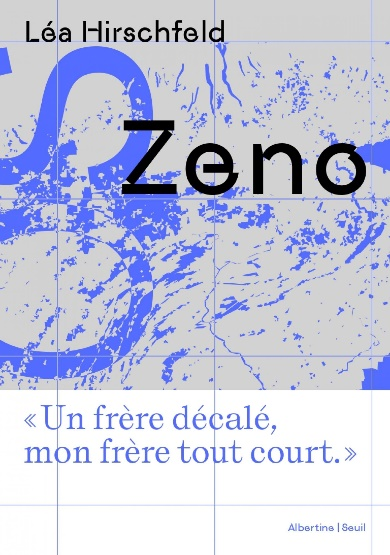 Léa Hirschfeld
Zeno
« Un frère décalé,
mon frère tout court. »
Albertine | Seuil